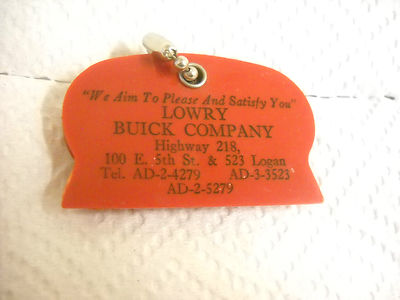 "We Aim To Please And Satisfy You"
LOWRY
BUICK COMPANY
Highway 218,
100 E. 5th St. & 523 Logan
Tel. AD-2-4279 AD-3-3523
AD-2-5279